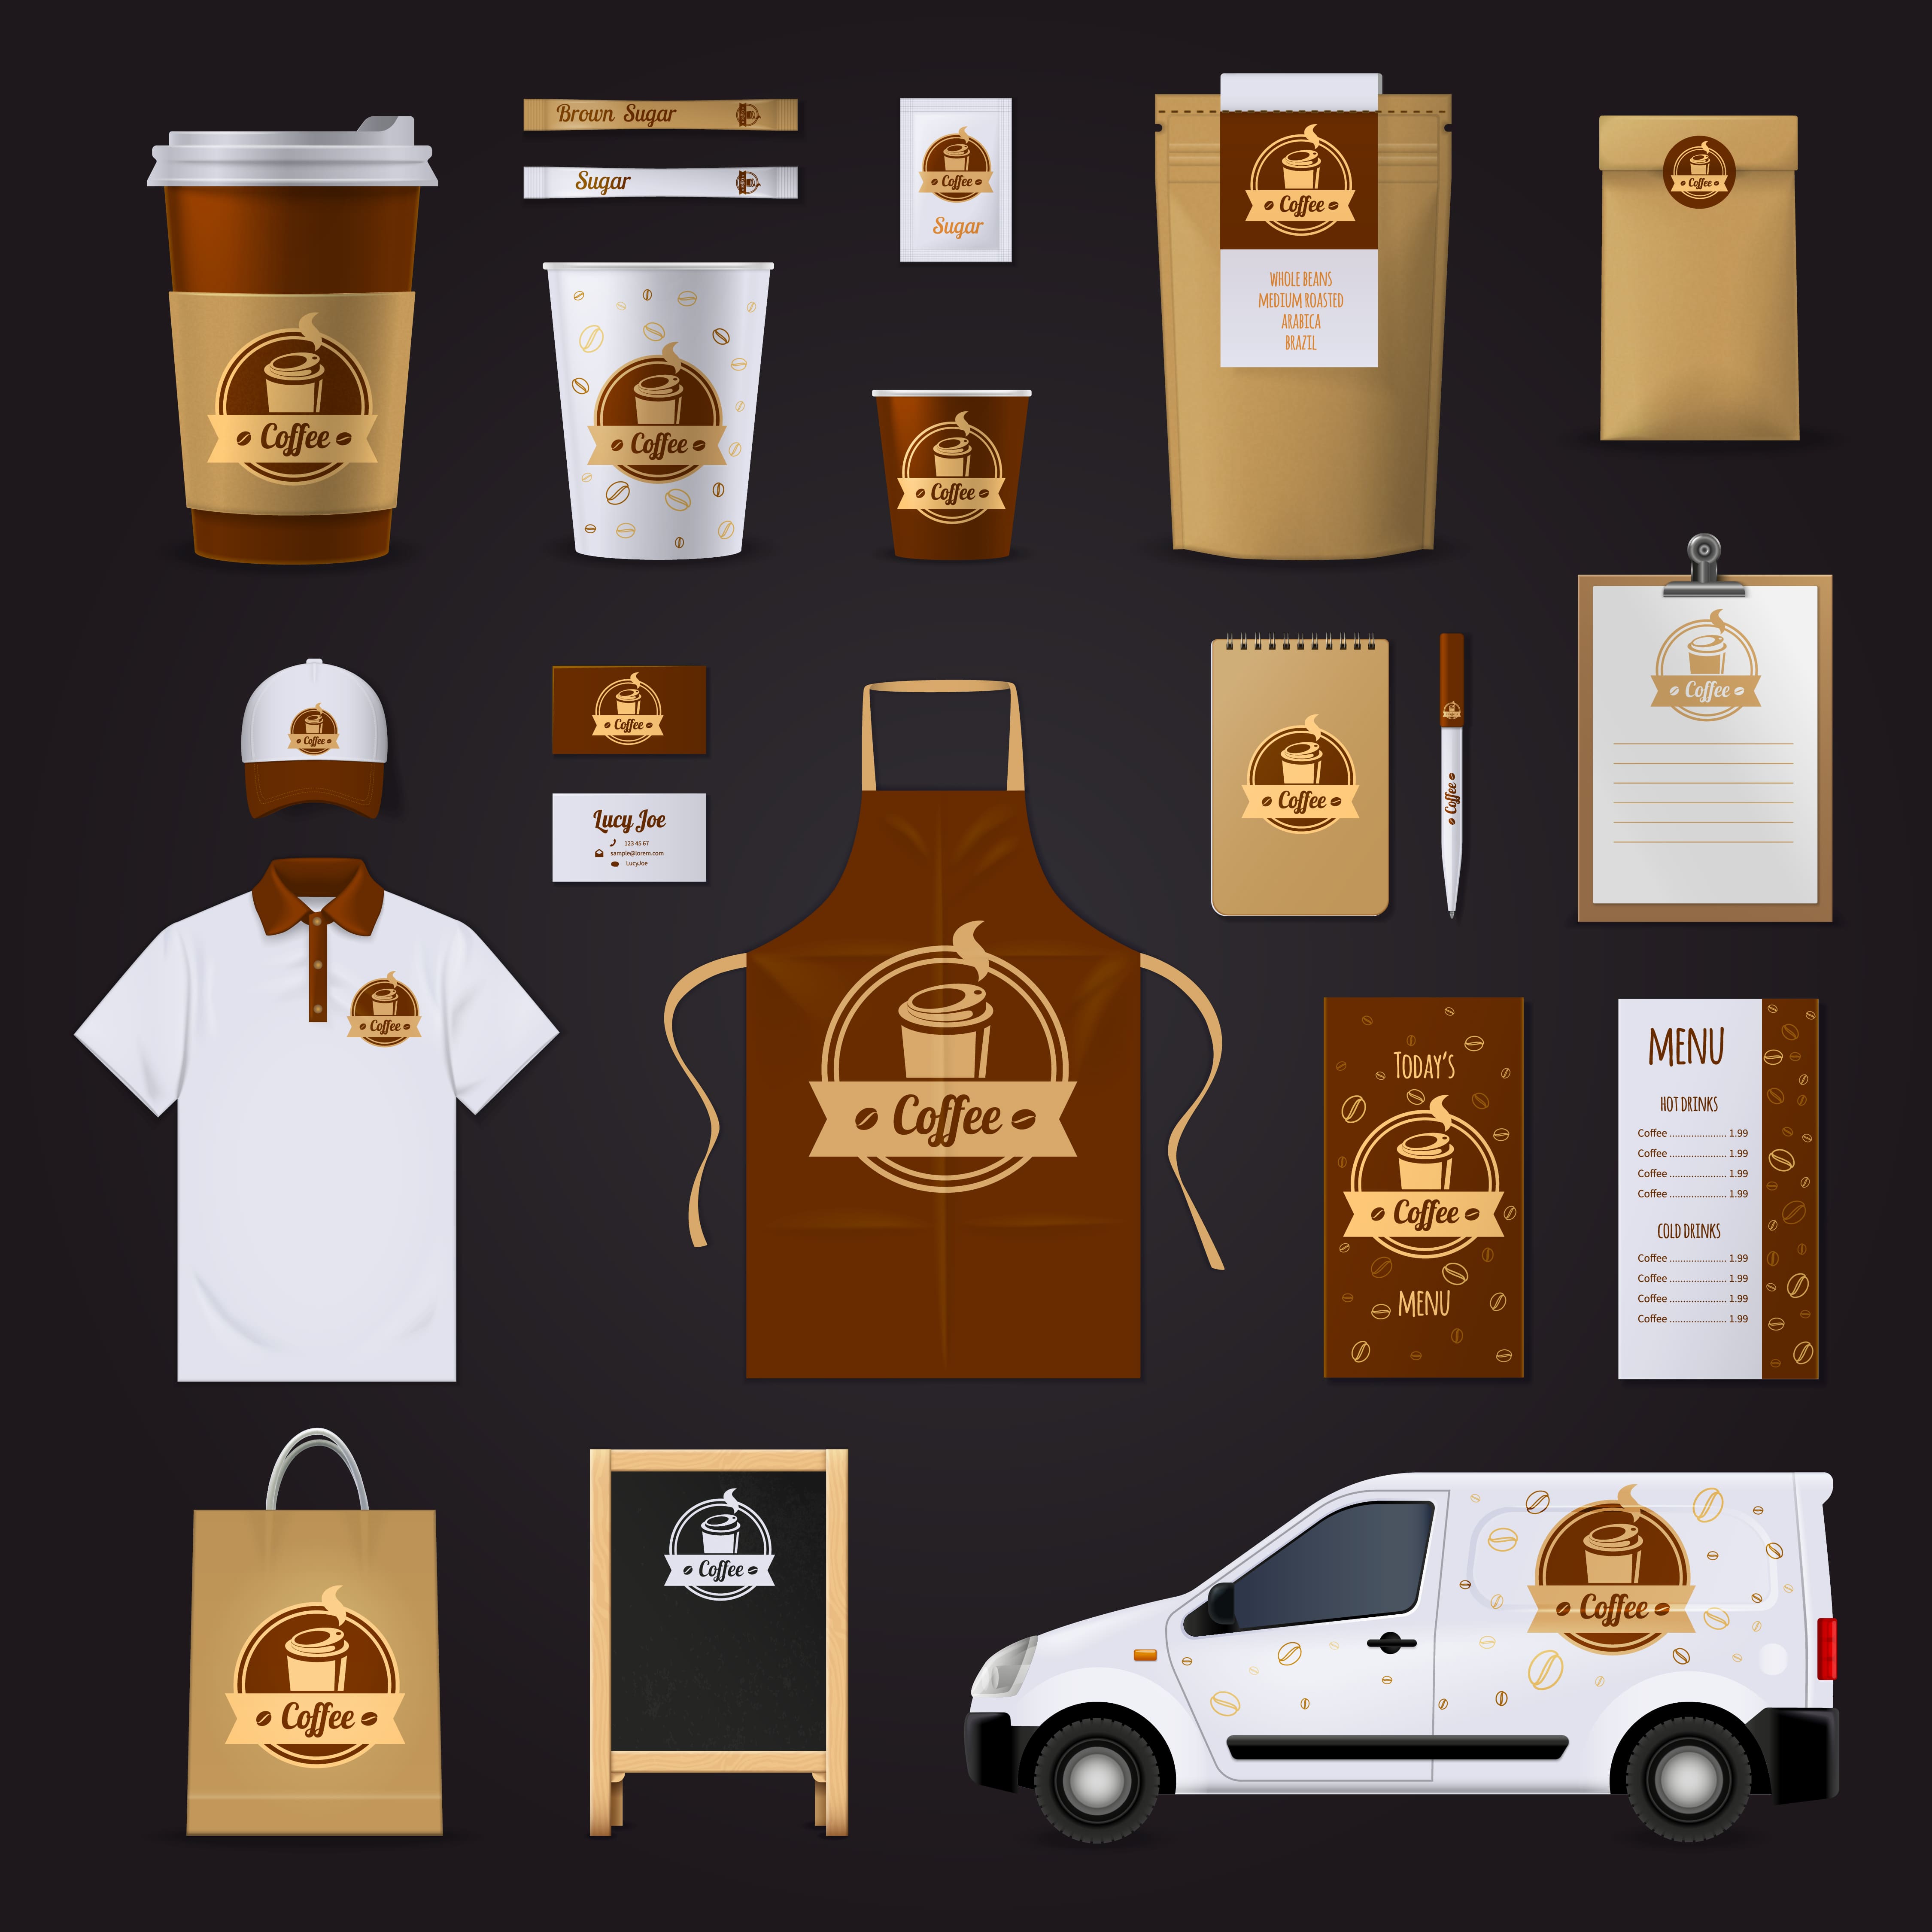 Brown Sugar
Sugar
Coffee
Sugar
Coffee
WHOLE BEANS
MEDIUM ROASTED
ARABICA
BRAZIL
Coffee
Coffee
Coffee
Coffee
Coffee
Coffee
Coffee
Lucy Joe
123 45 67
sample@lorem.com
LucyJoe
Coffee
Coffee
Coffee
Coffee
Coffee
TODAY'S
Coffee
MENU
MENU
HOT DRINKS
Coffee ..................... 1.99
Coffee ..................... 1.99
Coffee ..................... 1.99
Coffee ..................... 1.99
COLD DRINKS
Coffee ..................... 1.99
Coffee ..................... 1.99
Coffee ..................... 1.99
Coffee ..................... 1.99
Coffee
Coffee
Coffee